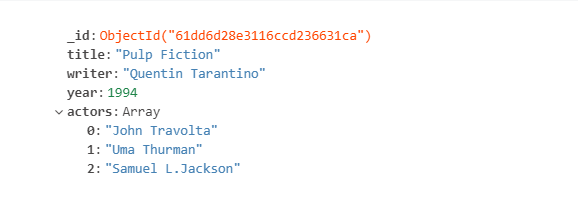 _id: ObjectId("61dd6d28e3116ccd236631ca")
title: "Pulp Fiction"
writer: "Quentin Tarantino"
year: 1994
actors: Array
0: "John Travolta"
1: "Uma Thurman"
2: "Samuel L.Jackson"